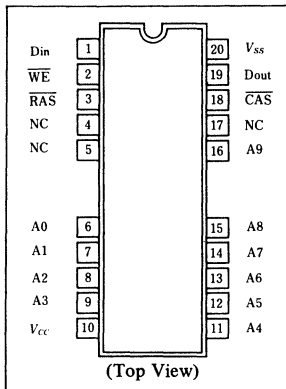 Din 1 20 Vss
WE 2 19 Dout
RAS 3 18 CAS
NC 4 17 NC
NC 5 16 A9
A0 6 15 A8
A1 7 14 A7
A2 8 13 A6
A3 9 12 A5
Vcc 10 11 A4
(Top View)